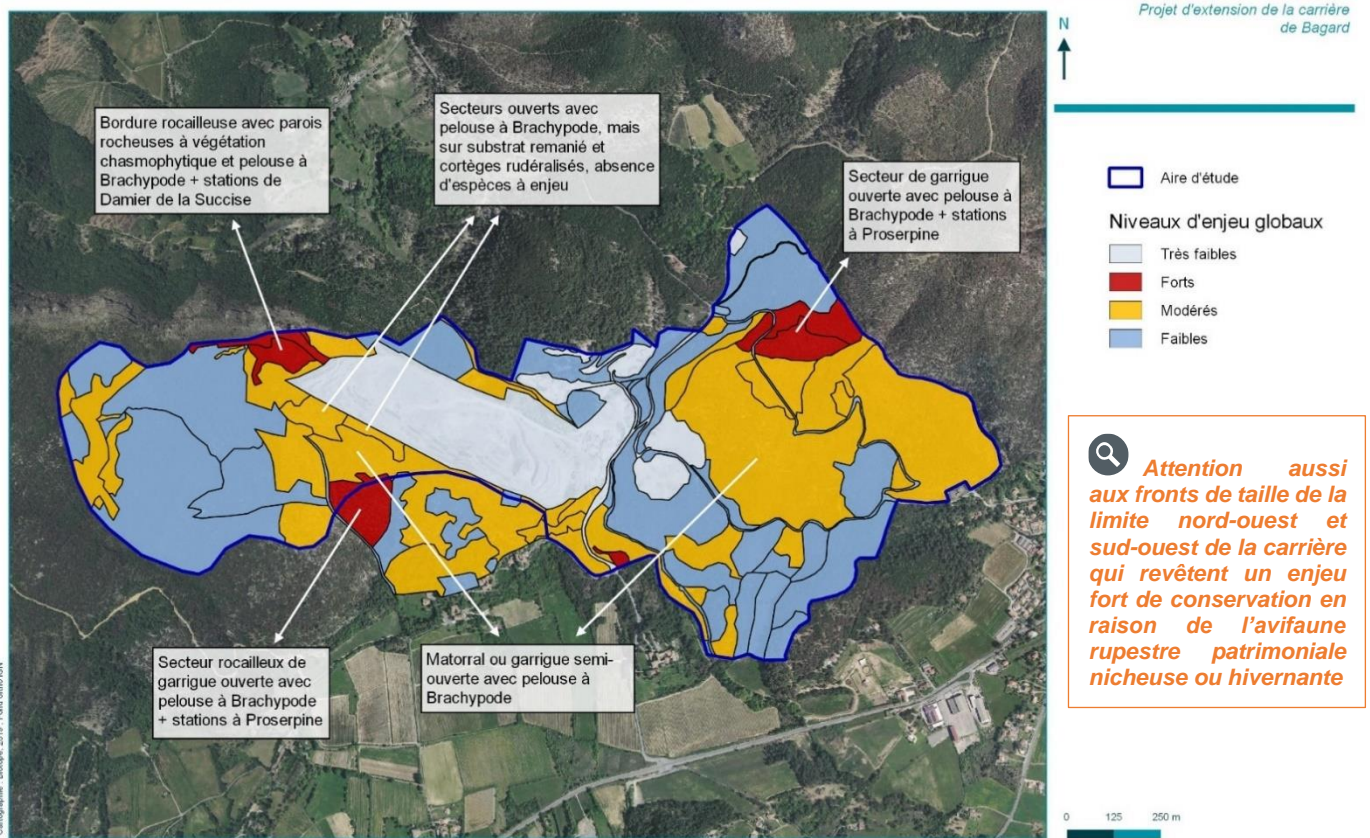 Projet d'extension de la carrière
de Bagard
N
Bordure rocailleuse avec parois
rocheuses à végétation
chasmophytique et pelouse à
Brachypode + stations de
Damier de la Succise
Secteurs ouverts avec
pelouse à Brachypode, mais
sur substrat remanié et
cortèges rudéralisés, absence
d'espèces à enjeu
Secteur de garrigue
ouverte avec pelouse à
Brachypode + stations
à Proserpine
Aire d'étude
Niveaux d'enjeu globaux
Très faibles
Forts
Modérés
Faibles
Attention aussi
aux fronts de taille de la
limite nord-ouest et
sud-ouest de la carrière
qui revêtent un enjeu
fort de conservation en
raison de l'avifaune
rupestre patrimoniale
nicheuse ou hivernante
Secteur rocailleux de
garrigue ouverte avec
pelouse à Brachypode
+ stations à Proserpine
Matorral ou garrigue semi-
ouverte avec pelouse à
Brachypode
0 125 250 m